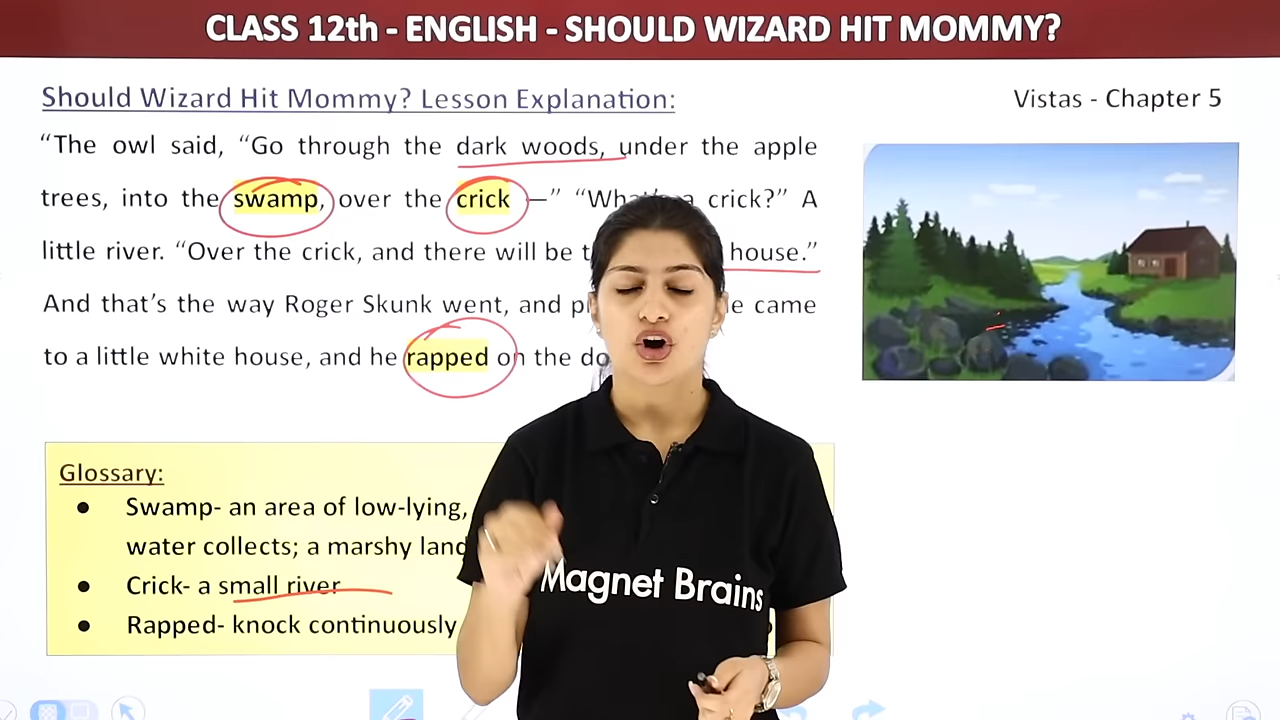 CLASS 12th - ENGLISH - SHOULD WIZARD HIT MOMMY?
Should Wizard Hit Mommy? Lesson Explanation:
Vistas - Chapter 5
“The owl said, “Go through the dark woods, under the apple
trees, into the swamp, over the crick —” “What's a crick?” A
little river. “Over the crick, and there will be house.”
And that’s the way Roger Skunk went, and came
to a little white house, and he rapped on the
Glossary:
● Swamp- an area of low-lying,
water collects; a marshy land
● Crick- a small river
● Rapped- knock continuously
Magnet Brains